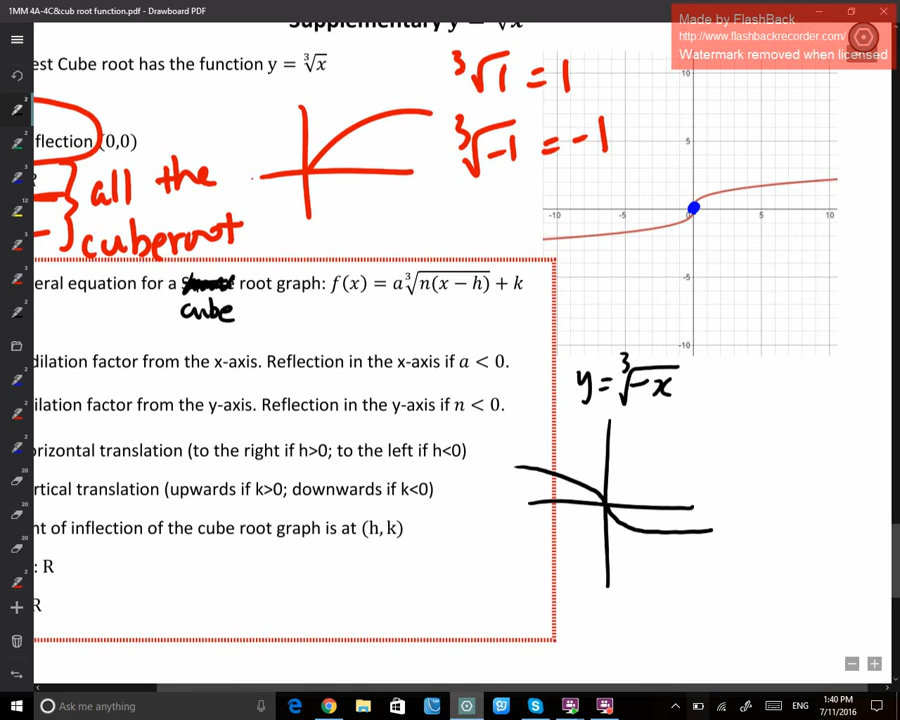 1MM 4A-4C&cub root function.pdf - Drawboard PDF
Made by FlashBack
http://www.flashbackrecorder.com/
Watermark removed when licensed
Supplementary y = ∛x
est Cube root has the function y = ∛x
∛1 = 1
∛-1 = -1
flection (0,0)
all the
cuberoot
10
5
-10
-5
0
5
10
-5
-10
eral equation for a root graph: f(x) = a∛n(x − h) + k
cube
dilation factor from the x-axis. Reflection in the x-axis if a < 0.
ilation factor from the y-axis. Reflection in the y-axis if n < 0.
y = ∛-x
orizontal translation (to the right if h>0; to the left if h<0)
rtical translation (upwards if k>0; downwards if k<0)
nt of inflection of the cube root graph is at (h, k)
: R
R
Ask me anything
ENG
1:40 PM
7/11/2016